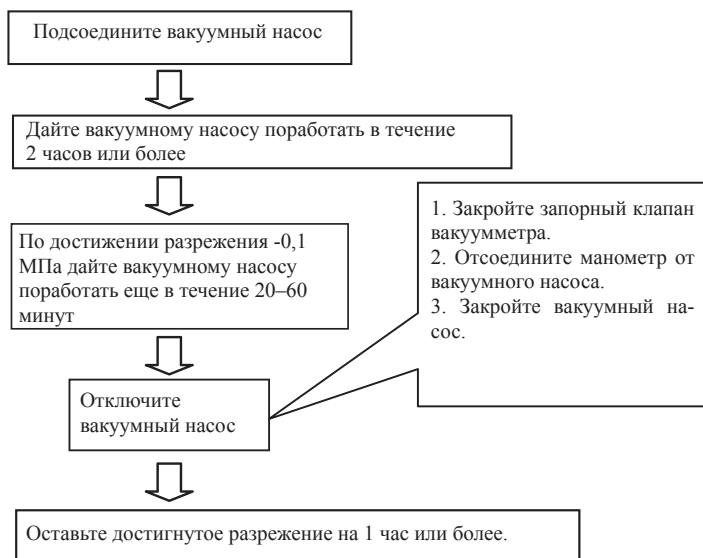 Подсоедините вакуумный насос
Дайте вакуумному насосу поработать в течение
2 часов или более
По достижении разрежения -0,1
МПа дайте вакуумному насосу
поработать еще в течение 20–60
минут
1. Закройте запорный клапан
вакуумметра.
2. Отсоедините манометр от
вакуумного насоса.
3. Закройте вакуумный на-
сос.
Отключите
вакуумный насос
Оставьте достигнутое разрежение на 1 час или более.